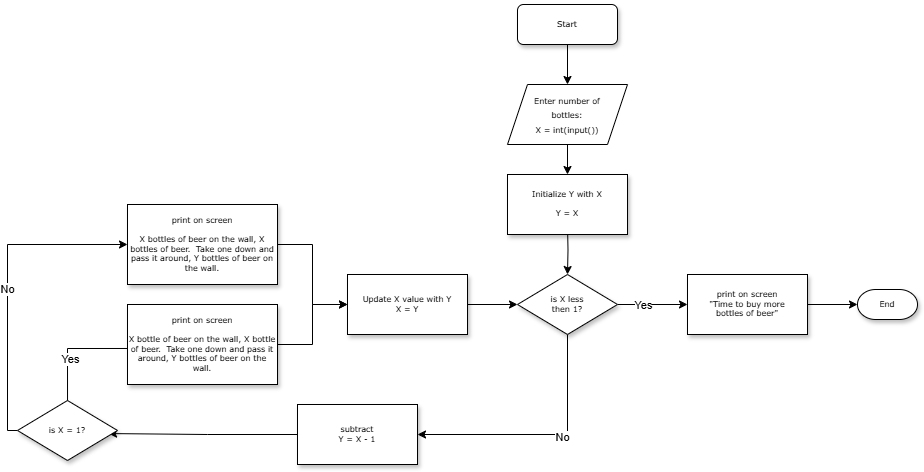 Start
Enter number of
bottles:
X = int(input())
Initialize Y with X
Y = X
is X less
then 1?
Yes
print on screen
"Time to buy more
bottles of beer"
End
No
subtract
Y = X - 1
is X = 1?
Yes
print on screen
X bottle of beer on the wall, X bottle
of beer. Take one down and pass it
around, Y bottles of beer on the
wall.
No
print on screen
X bottles of beer on the wall, X
bottles of beer. Take one down and
pass it around, Y bottles of beer on
the wall.
Update X value with Y
X = Y